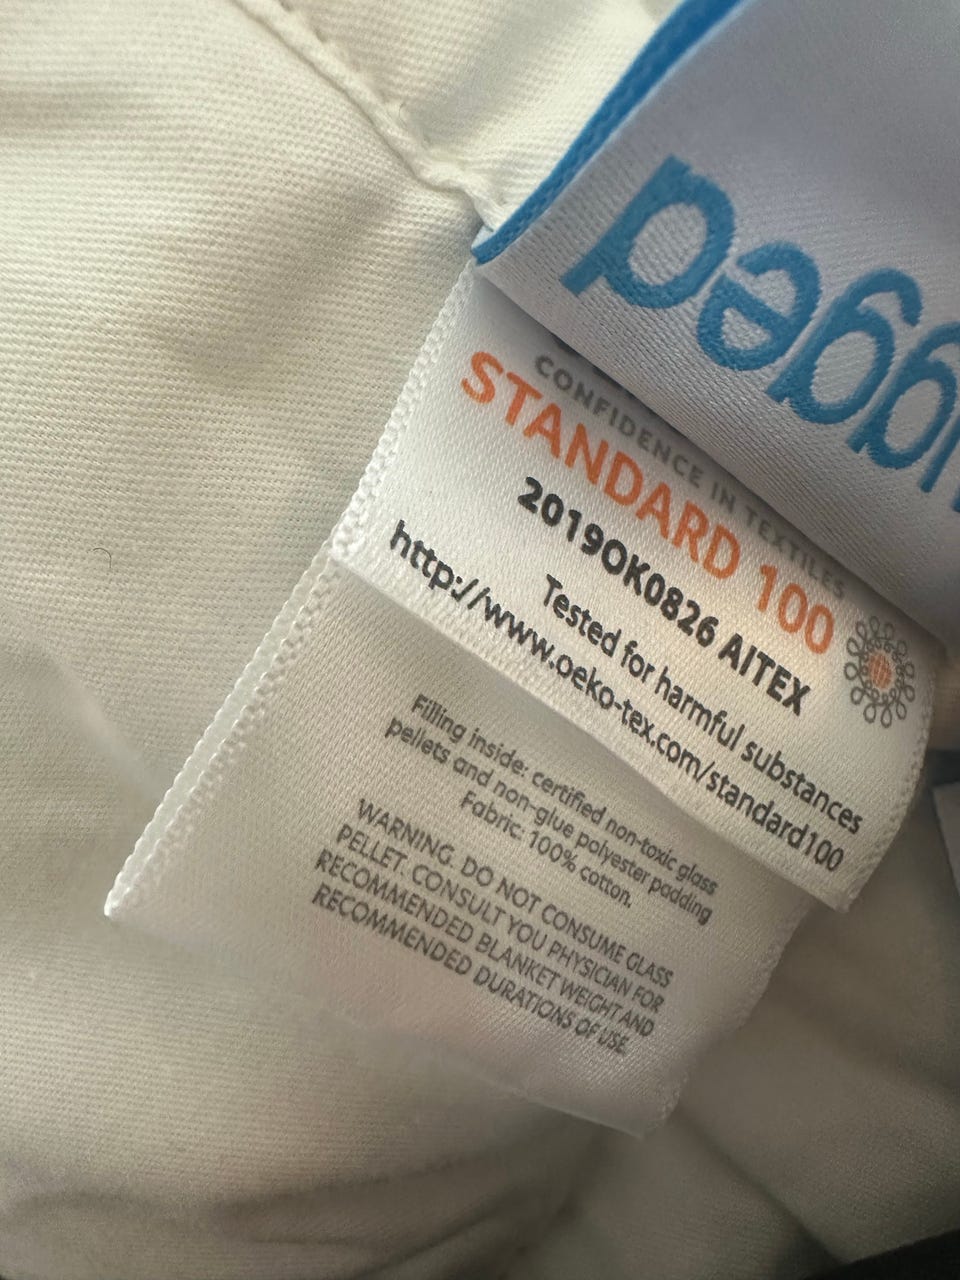 CONFIDENCE IN TEXTILES
STANDARD 100
2019OK0826 AITEX
Tested for harmful substances
http://www.oeko-tex.com/standard100
Filling inside: certified non-toxic glass
pellets and non-glue polyester padding
Fabric: 100% cotton.
WARNING. DO NOT CONSUME GLASS
PELLET. CONSULT YOU PHYSICIAN FOR
RECOMMENDED BLANKET WEIGHT AND
RECOMMENDED DURATIONS OF USE.